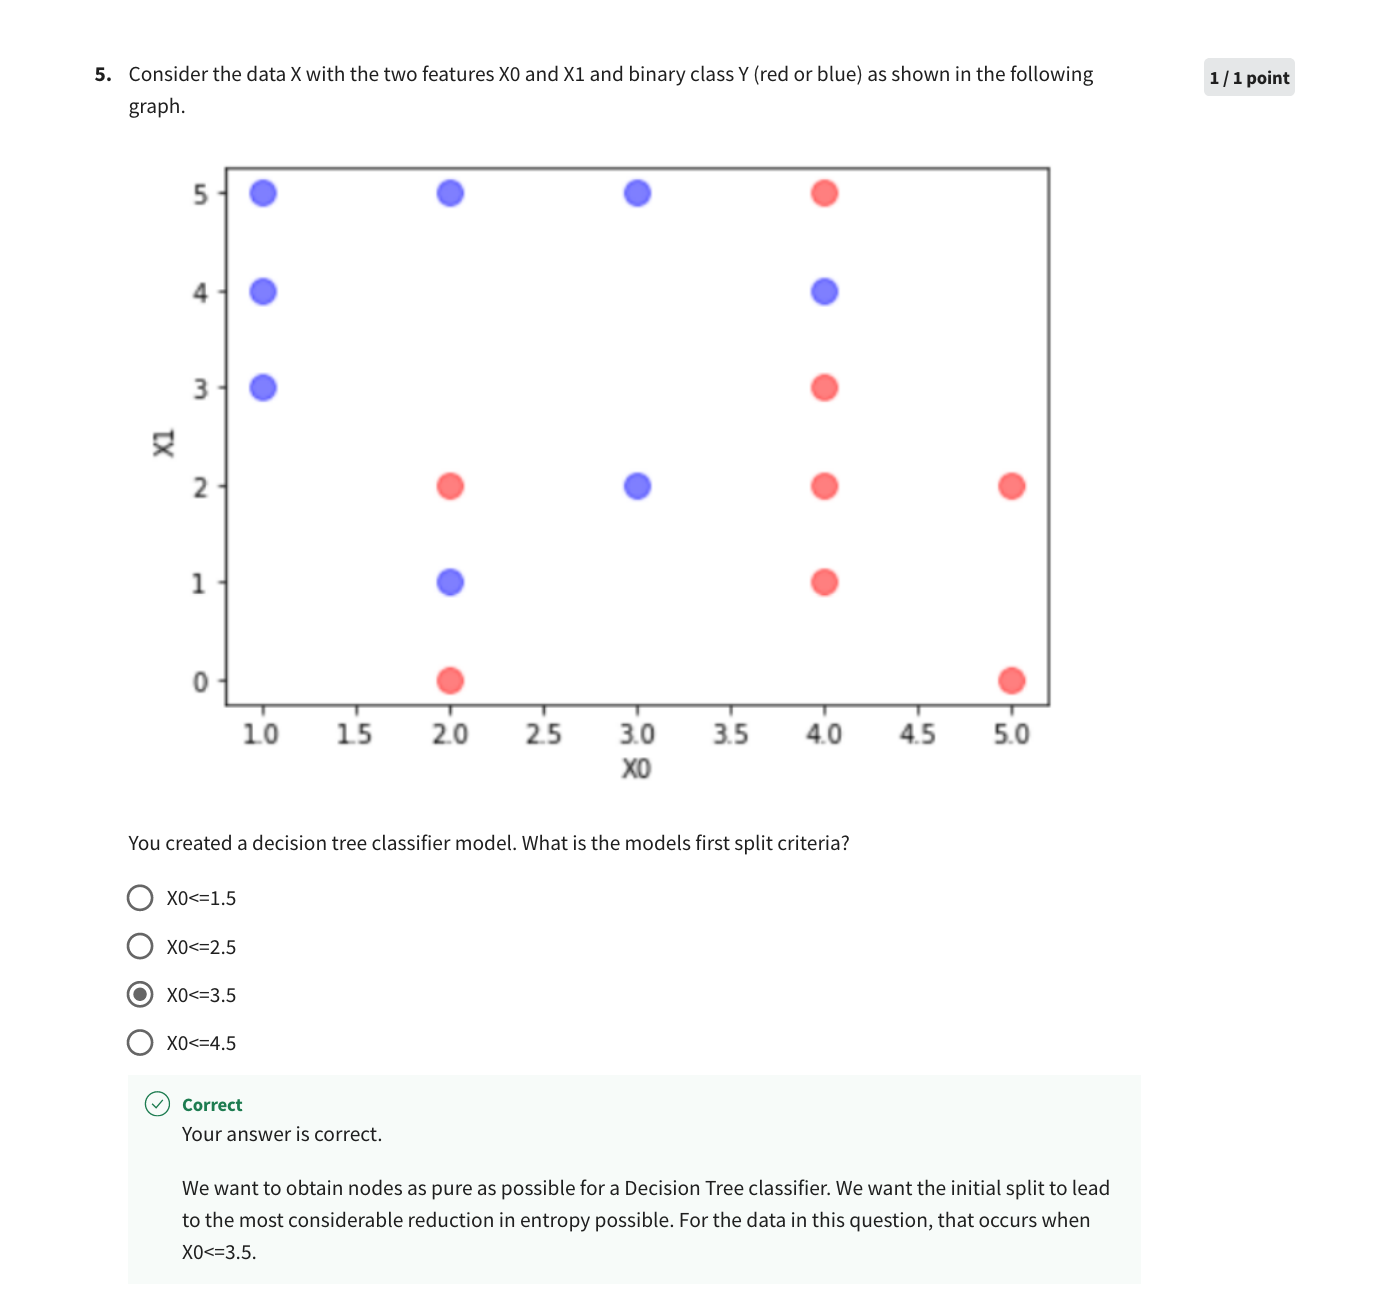 5. Consider the data X with the two features X0 and X1 and binary class Y (red or blue) as shown in the following
graph.
1 / 1 point
5
4
3
2
1
0
X1
1.0 1.5 2.0 2.5 3.0 3.5 4.0 4.5 5.0
X0
You created a decision tree classifier model. What is the models first split criteria?
X0<=1.5
X0<=2.5
X0<=3.5
X0<=4.5
Correct
Your answer is correct.
We want to obtain nodes as pure as possible for a Decision Tree classifier. We want the initial split to lead
to the most considerable reduction in entropy possible. For the data in this question, that occurs when
X0<=3.5.